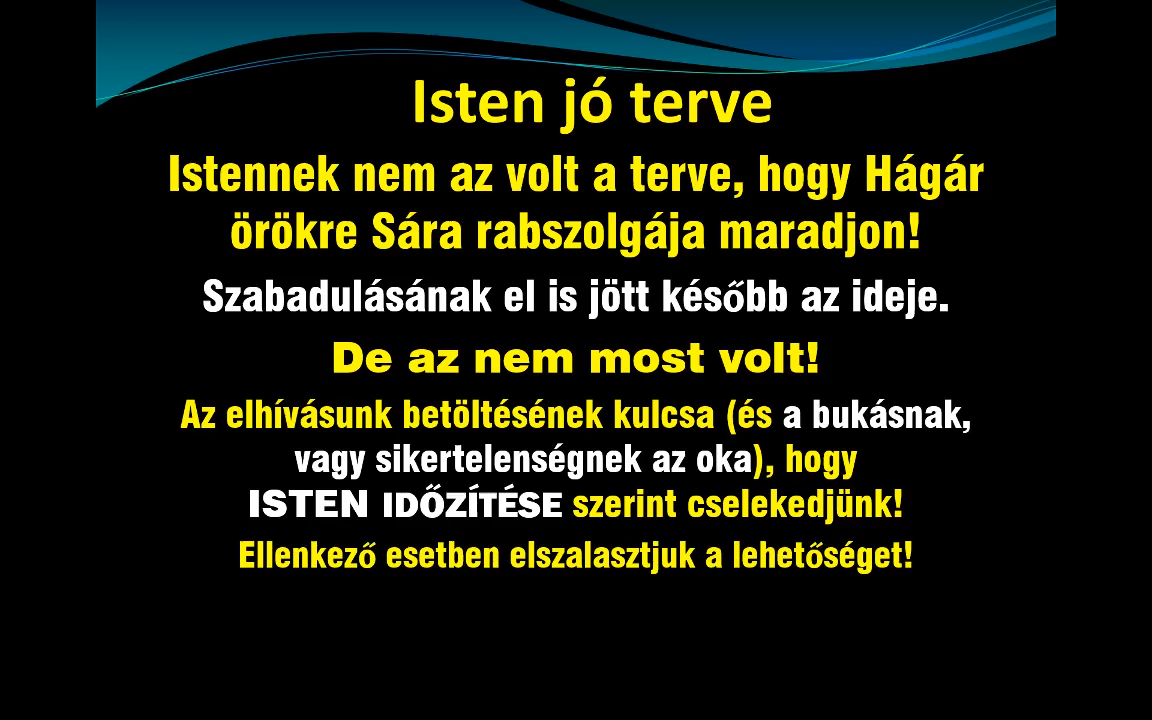 Isten jó terve
Istennek nem az volt a terve, hogy Hágár
örökre Sára rabszolgája maradjon!
Szabadulásának el is jött később az ideje.
De az nem most volt!
Az elhívásunk betöltésének kulcsa (és a bukásnak,
vagy sikertelenségnek az oka), hogy
ISTEN IDŐZÍTÉSE szerint cselekedjünk!
Ellenkező esetben elszalasztjuk a lehetőséget!